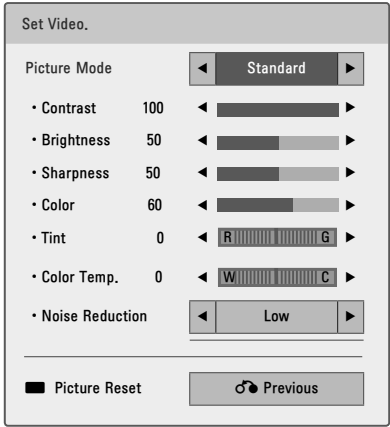 Set Video.
Picture Mode Standard
• Contrast 100
• Brightness 50
• Sharpness 50
• Color 60
• Tint 0 R G
• Color Temp. 0 W C
• Noise Reduction Low
Picture Reset Previous